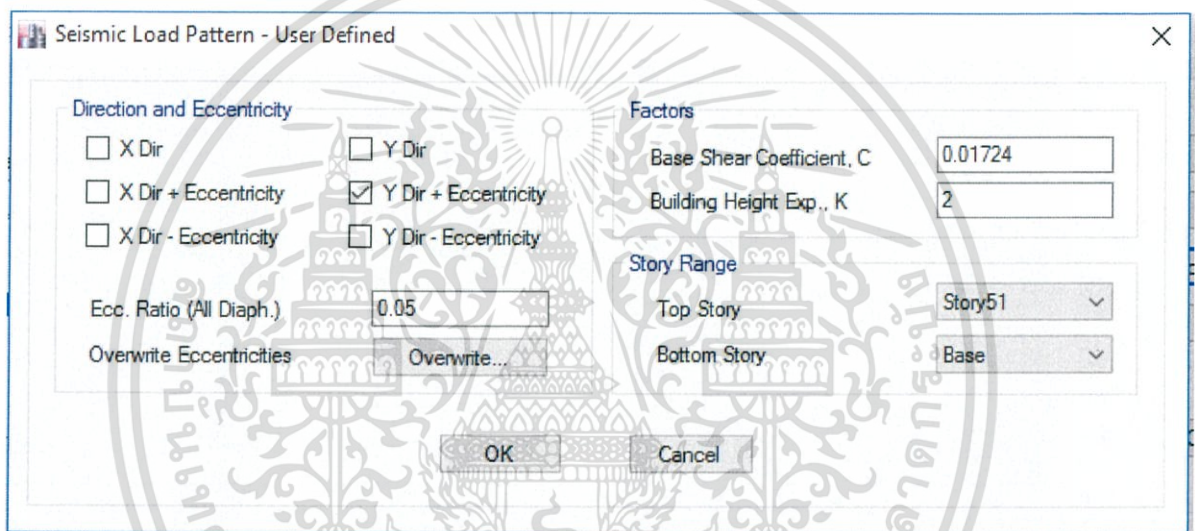 Seismic Load Pattern - User Defined
Direction and Eccentricity
X Dir
Y Dir
X Dir + Eccentricity
Y Dir + Eccentricity
X Dir - Eccentricity
Y Dir - Eccentricity
Ecc. Ratio (All Diaph.)
0.05
Overwrite Eccentricities
Overwrite...
Factors
Base Shear Coefficient, C
0.01724
Building Height Exp., K
2
Story Range
Top Story
Story51
Bottom Story
Base
OK
Cancel